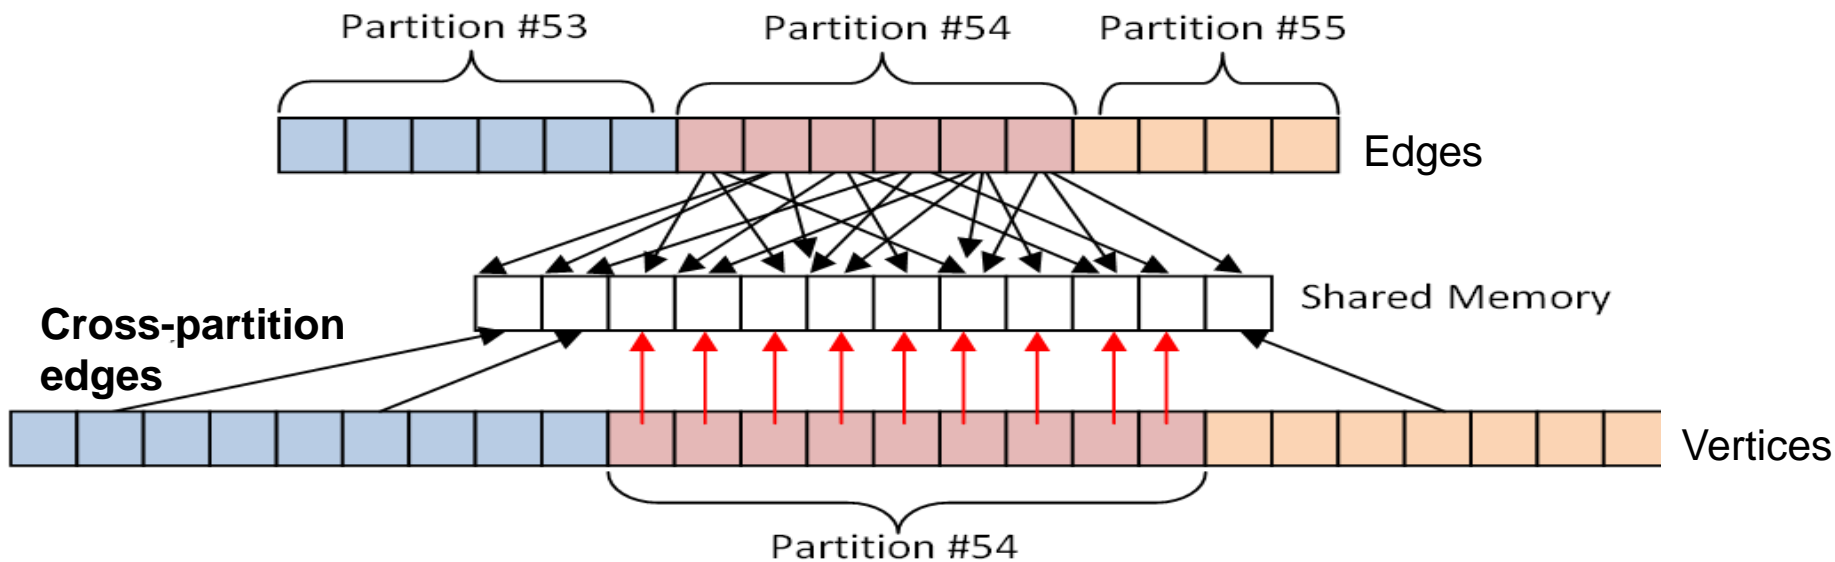 Partition #53
Partition #54
Partition #55
Edges
Shared Memory
Cross-partition
edges
Vertices
Partition #54